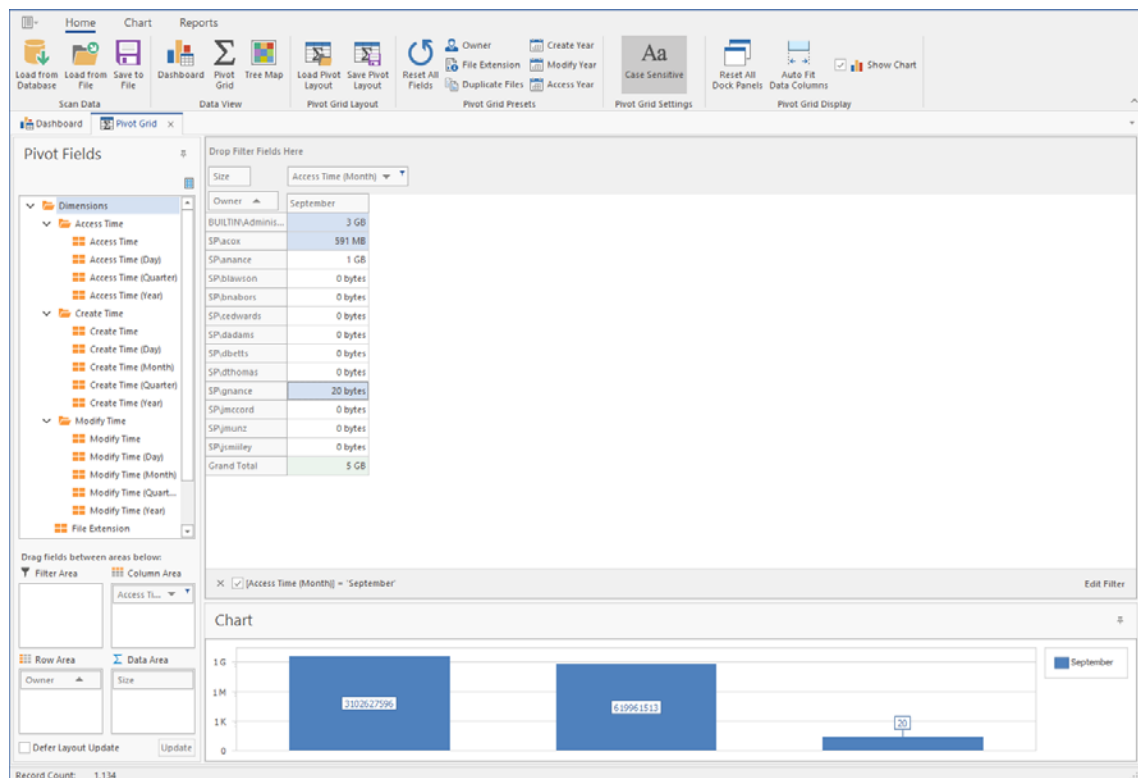 Home Chart Reports
Load from Database
Load from File
Save to File
Dashboard
Pivot Grid
Tree Map
Load Pivot Layout
Save Pivot Layout
Reset All Fields
Owner
File Extension
Duplicate Files
Create Year
Modify Year
Access Year
Aa
Case Sensitive
Reset All Dock Panels
Auto Fit Data Columns
Show Chart
Scan Data
Data View
Pivot Grid Layout
Pivot Grid Presets
Pivot Grid Settings
Pivot Grid Display
Dashboard
Pivot Grid
Pivot Fields
Dimensions
Access Time
Access Time
Access Time (Day)
Access Time (Quarter)
Access Time (Year)
Create Time
Create Time
Create Time (Day)
Create Time (Month)
Create Time (Quarter)
Create Time (Year)
Modify Time
Modify Time
Modify Time (Day)
Modify Time (Month)
Modify Time (Quart...
Modify Time (Year)
File Extension
Drag fields between areas below:
Filter Area
Column Area
Access Ti...
Row Area
Data Area
Owner
Size
Defer Layout Update
Update
Drop Filter Fields Here
Size
Access Time (Month)
Owner
September
BUILTIN\Adminis... 3 GB
SP\acox 591 MB
SP\anance 1 GB
SP\blawson 0 bytes
SP\bnabors 0 bytes
SP\cedwards 0 bytes
SP\dadams 0 bytes
SP\dbetts 0 bytes
SP\dthomas 0 bytes
SP\gnance 20 bytes
SP\jmccord 0 bytes
SP\jmunz 0 bytes
SP\jsmiley 0 bytes
Grand Total 5 GB
[Access Time (Month)] = 'September'
Edit Filter
Chart
1 G
1 M
1 K
0
3102627596
619961513
20
September
Record Count: 1,134